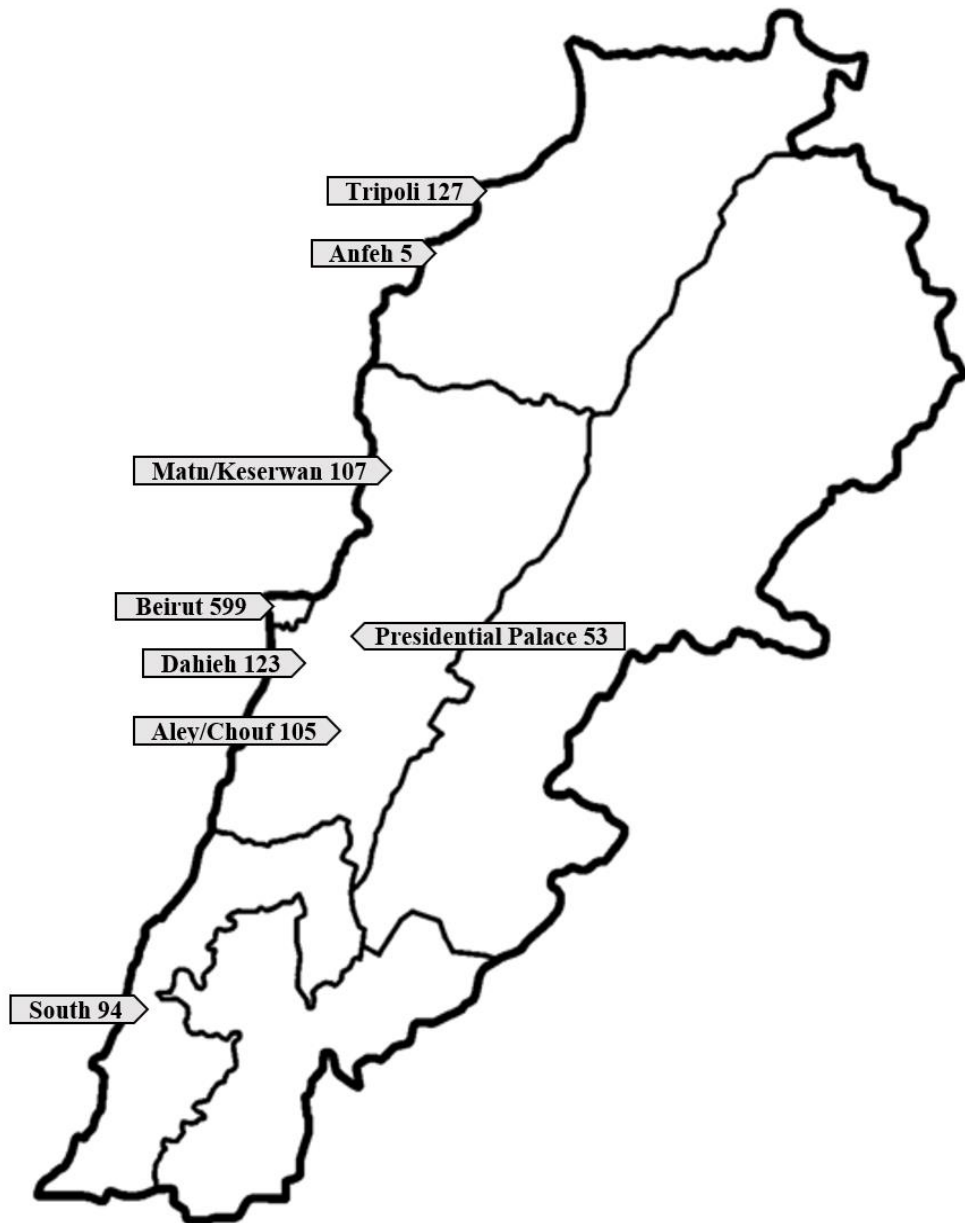 Tripoli 127
Anfeh 5
Matn/Keserwan 107
Beirut 599
Presidential Palace 53
Dahieh 123
Aley/Chouf 105
South 94